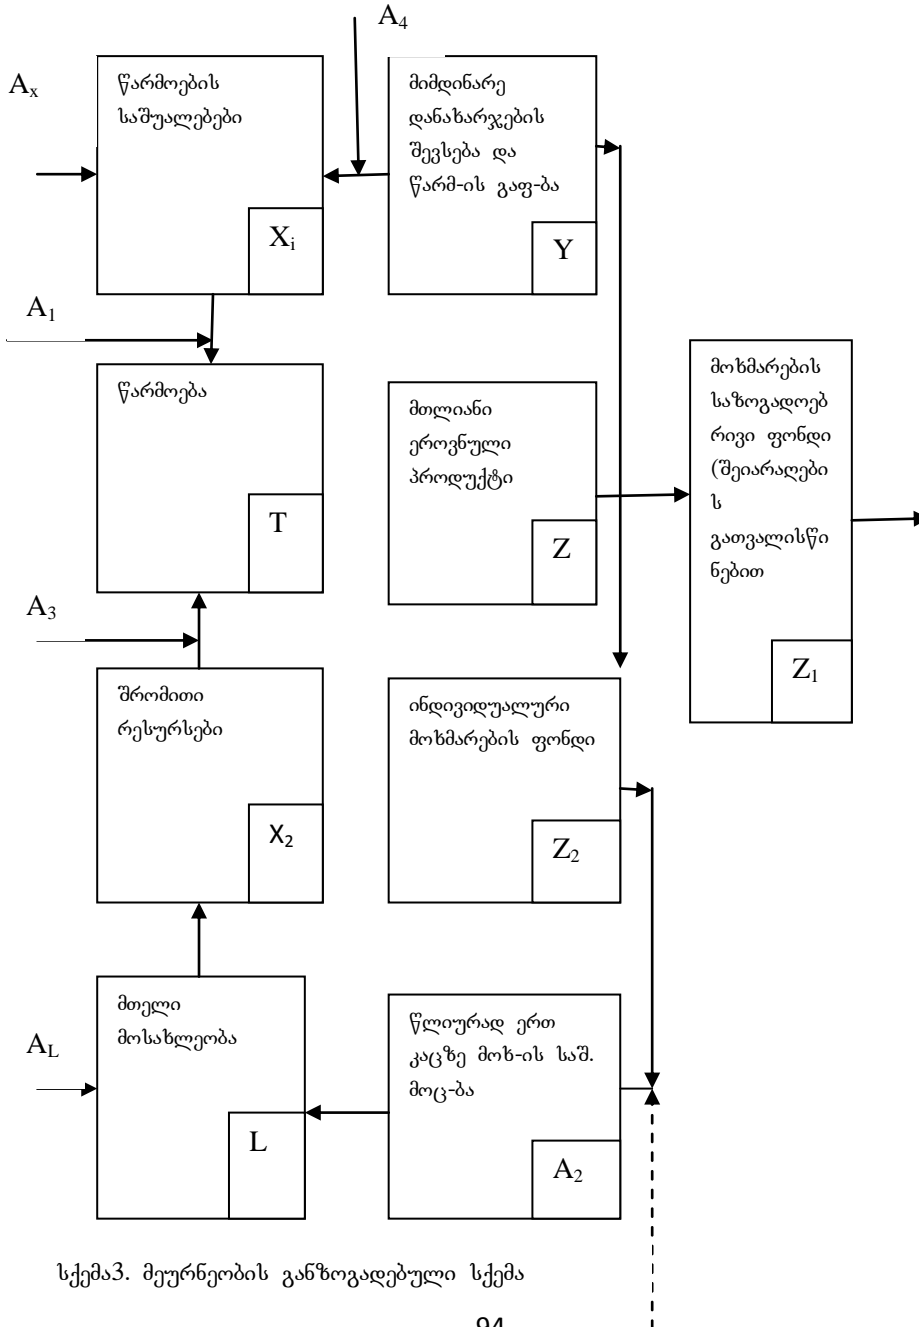 A₄
Aₓ
წარმოების
საშუალებები
Xᵢ
მიმდინარე
დანახარჯების
შევსება და
წარმ-ის გაფ-ბა
Y
A₁
წარმოება
T
მთლიანი
ეროვნული
პროდუქტი
Z
მოხმარების
საზოგადოებ
რივი ფონდი
(შეიარაღები
ს
გათვალისწი
ნებით
Z₁
A₃
შრომითი
რესურსები
X₂
ინდივიდუალური
მოხმარების ფონდი
Z₂
A_L
მთელი
მოსახლეობა
L
წლიურად ერთ
კაცზე მოხ-ის საშ.
მოც-ბა
A₂
სქემა3. მეურნეობის განზოგადებული სქემა
94